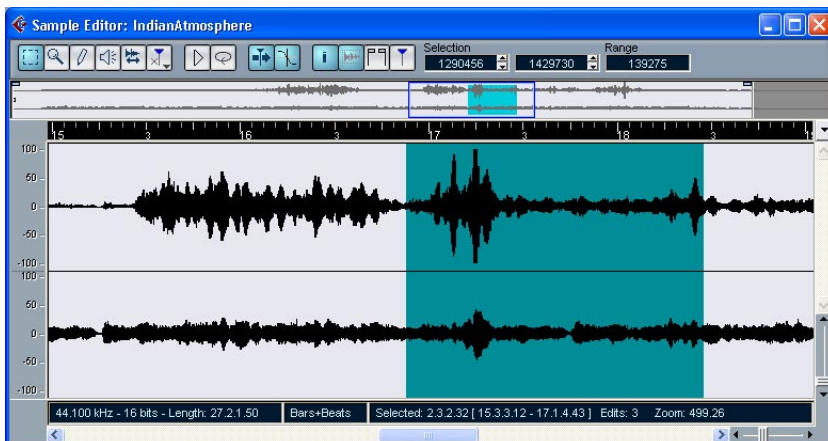 Sample Editor: IndianAtmosphere
Selection
Range
1290456
1429730
139275
15 3 16 3 17 3 18 3
100
50
0
-50
-100
100
50
0
-50
-100
44.100 kHz - 16 bits - Length: 27.2.1.50 Bars+Beats Selected: 2.3.2.32 [ 15.3.3.12 - 17.1.4.43 ] Edits: 3 Zoom: 499.26